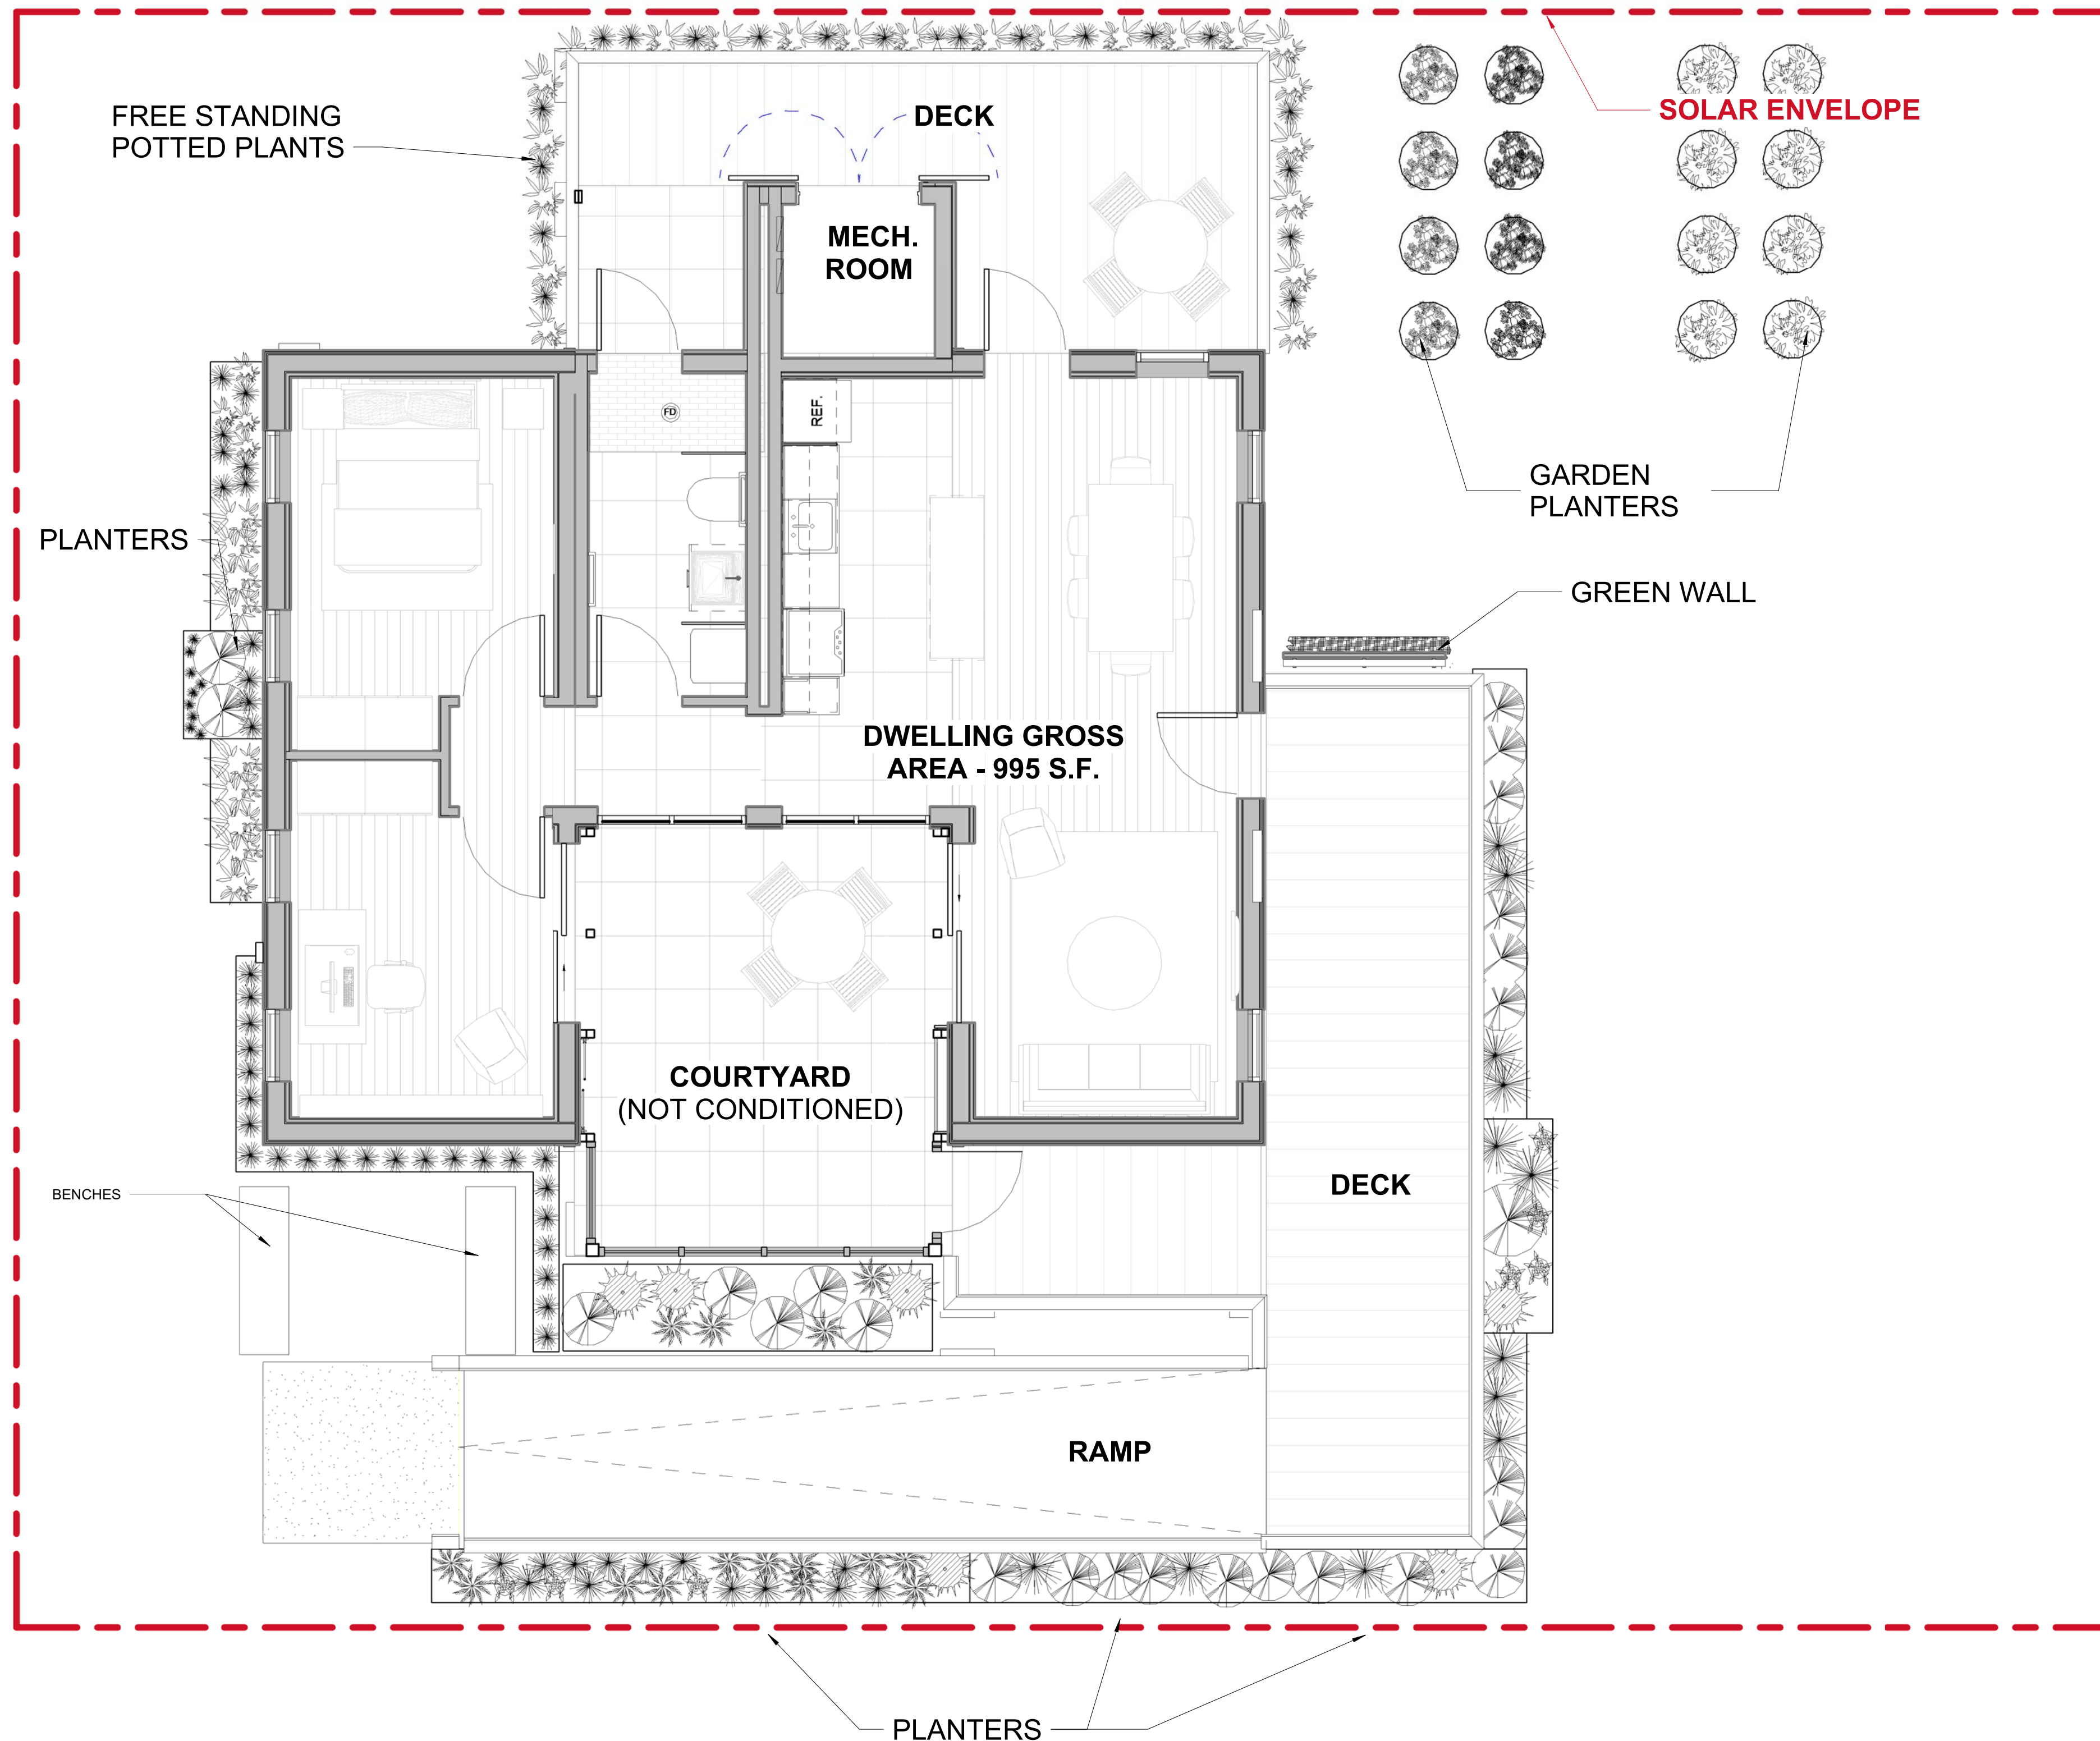 FREE STANDING
POTTED PLANTS
DECK
SOLAR ENVELOPE
MECH.
ROOM
REF.
FD
GARDEN
PLANTERS
PLANTERS
GREEN WALL
DWELLING GROSS
AREA - 995 S.F.
COURTYARD
(NOT CONDITIONED)
DECK
BENCHES
RAMP
PLANTERS